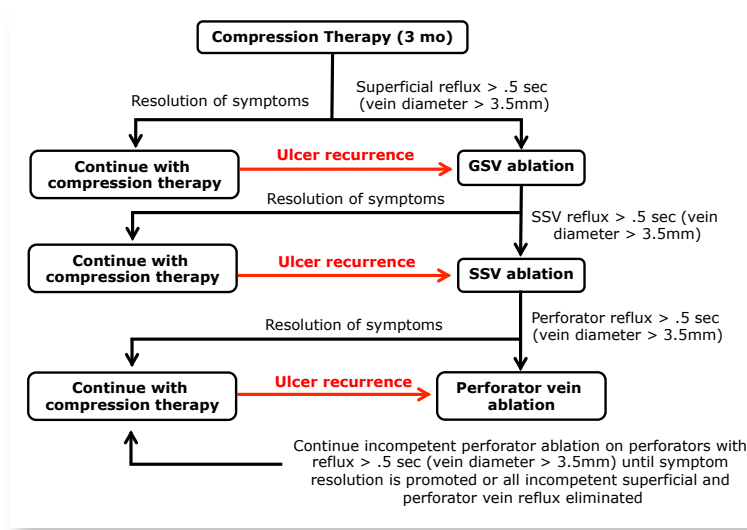 Compression Therapy (3 mo)
Superficial reflux > .5 sec
(vein diameter > 3.5mm)
Resolution of symptoms
Continue with
compression therapy
Ulcer recurrence
GSV ablation
Resolution of symptoms
SSV reflux > .5 sec (vein
diameter > 3.5mm)
Continue with
compression therapy
Ulcer recurrence
SSV ablation
Resolution of symptoms
Perforator reflux > .5 sec
(vein diameter > 3.5mm)
Continue with
compression therapy
Ulcer recurrence
Perforator vein
ablation
Continue incompetent perforator ablation on perforators with
reflux > .5 sec (vein diameter > 3.5mm) until symptom
resolution is promoted or all incompetent superficial and
perforator vein reflux eliminated